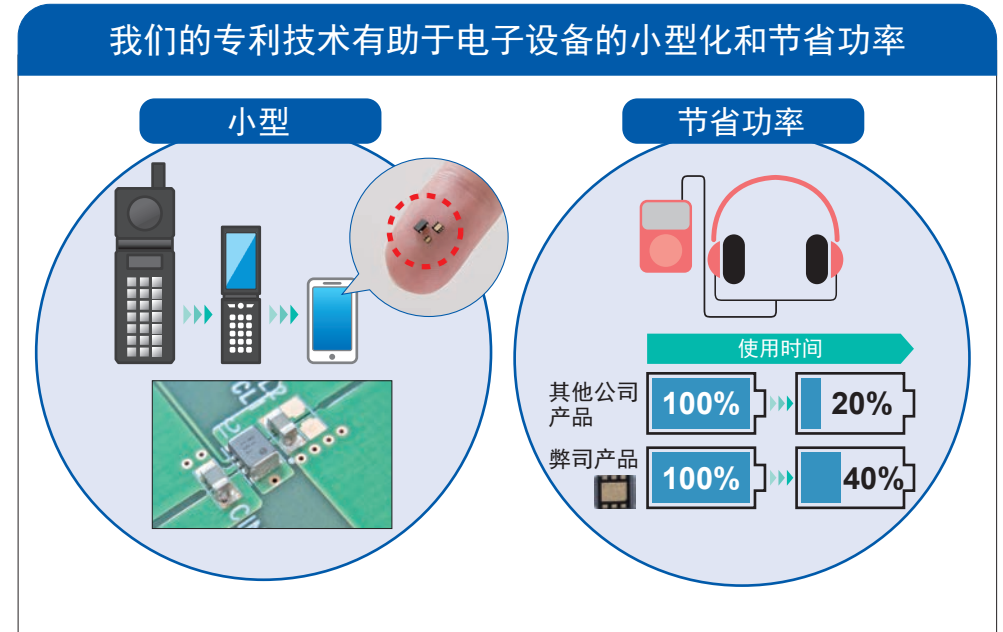 我们的专利技术有助于电子设备的小型化和节省功率
小型
节省功率
使用时间
其他公司
产品
100%
20%
弊司产品
100%
40%